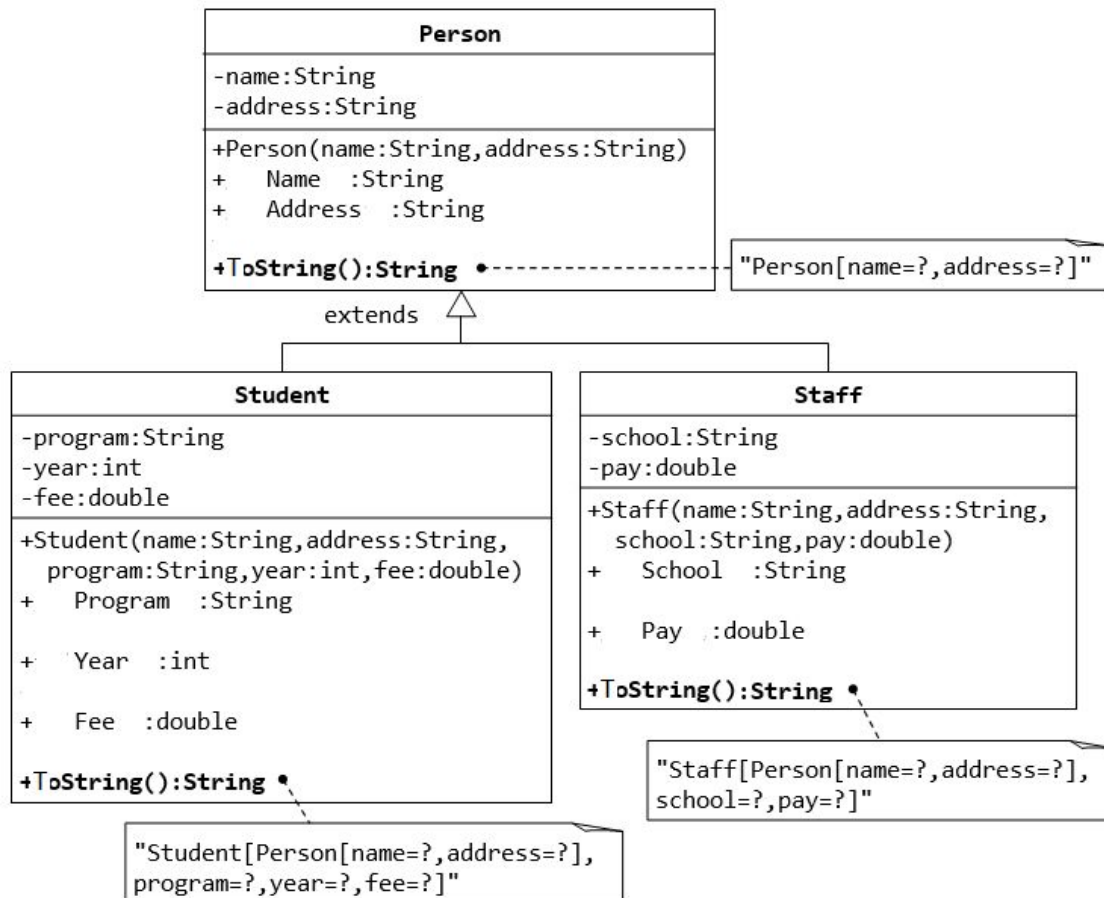 Person
-name:String
-address:String
+Person(name:String,address:String)
+ Name :String
+ Address :String
+ToString():String
"Person[name=?,address=?]"
extends
Student
-program:String
-year:int
-fee:double
+Student(name:String,address:String,
program:String,year:int,fee:double)
+ Program :String
+ Year :int
+ Fee :double
+ToString():String
"Student[Person[name=?,address=?],
program=?,year=?,fee=?]"
Staff
-school:String
-pay:double
+Staff(name:String,address:String,
school:String,pay:double)
+ School :String
+ Pay :double
+ToString():String
"Staff[Person[name=?,address=?],
school=?,pay=?]"